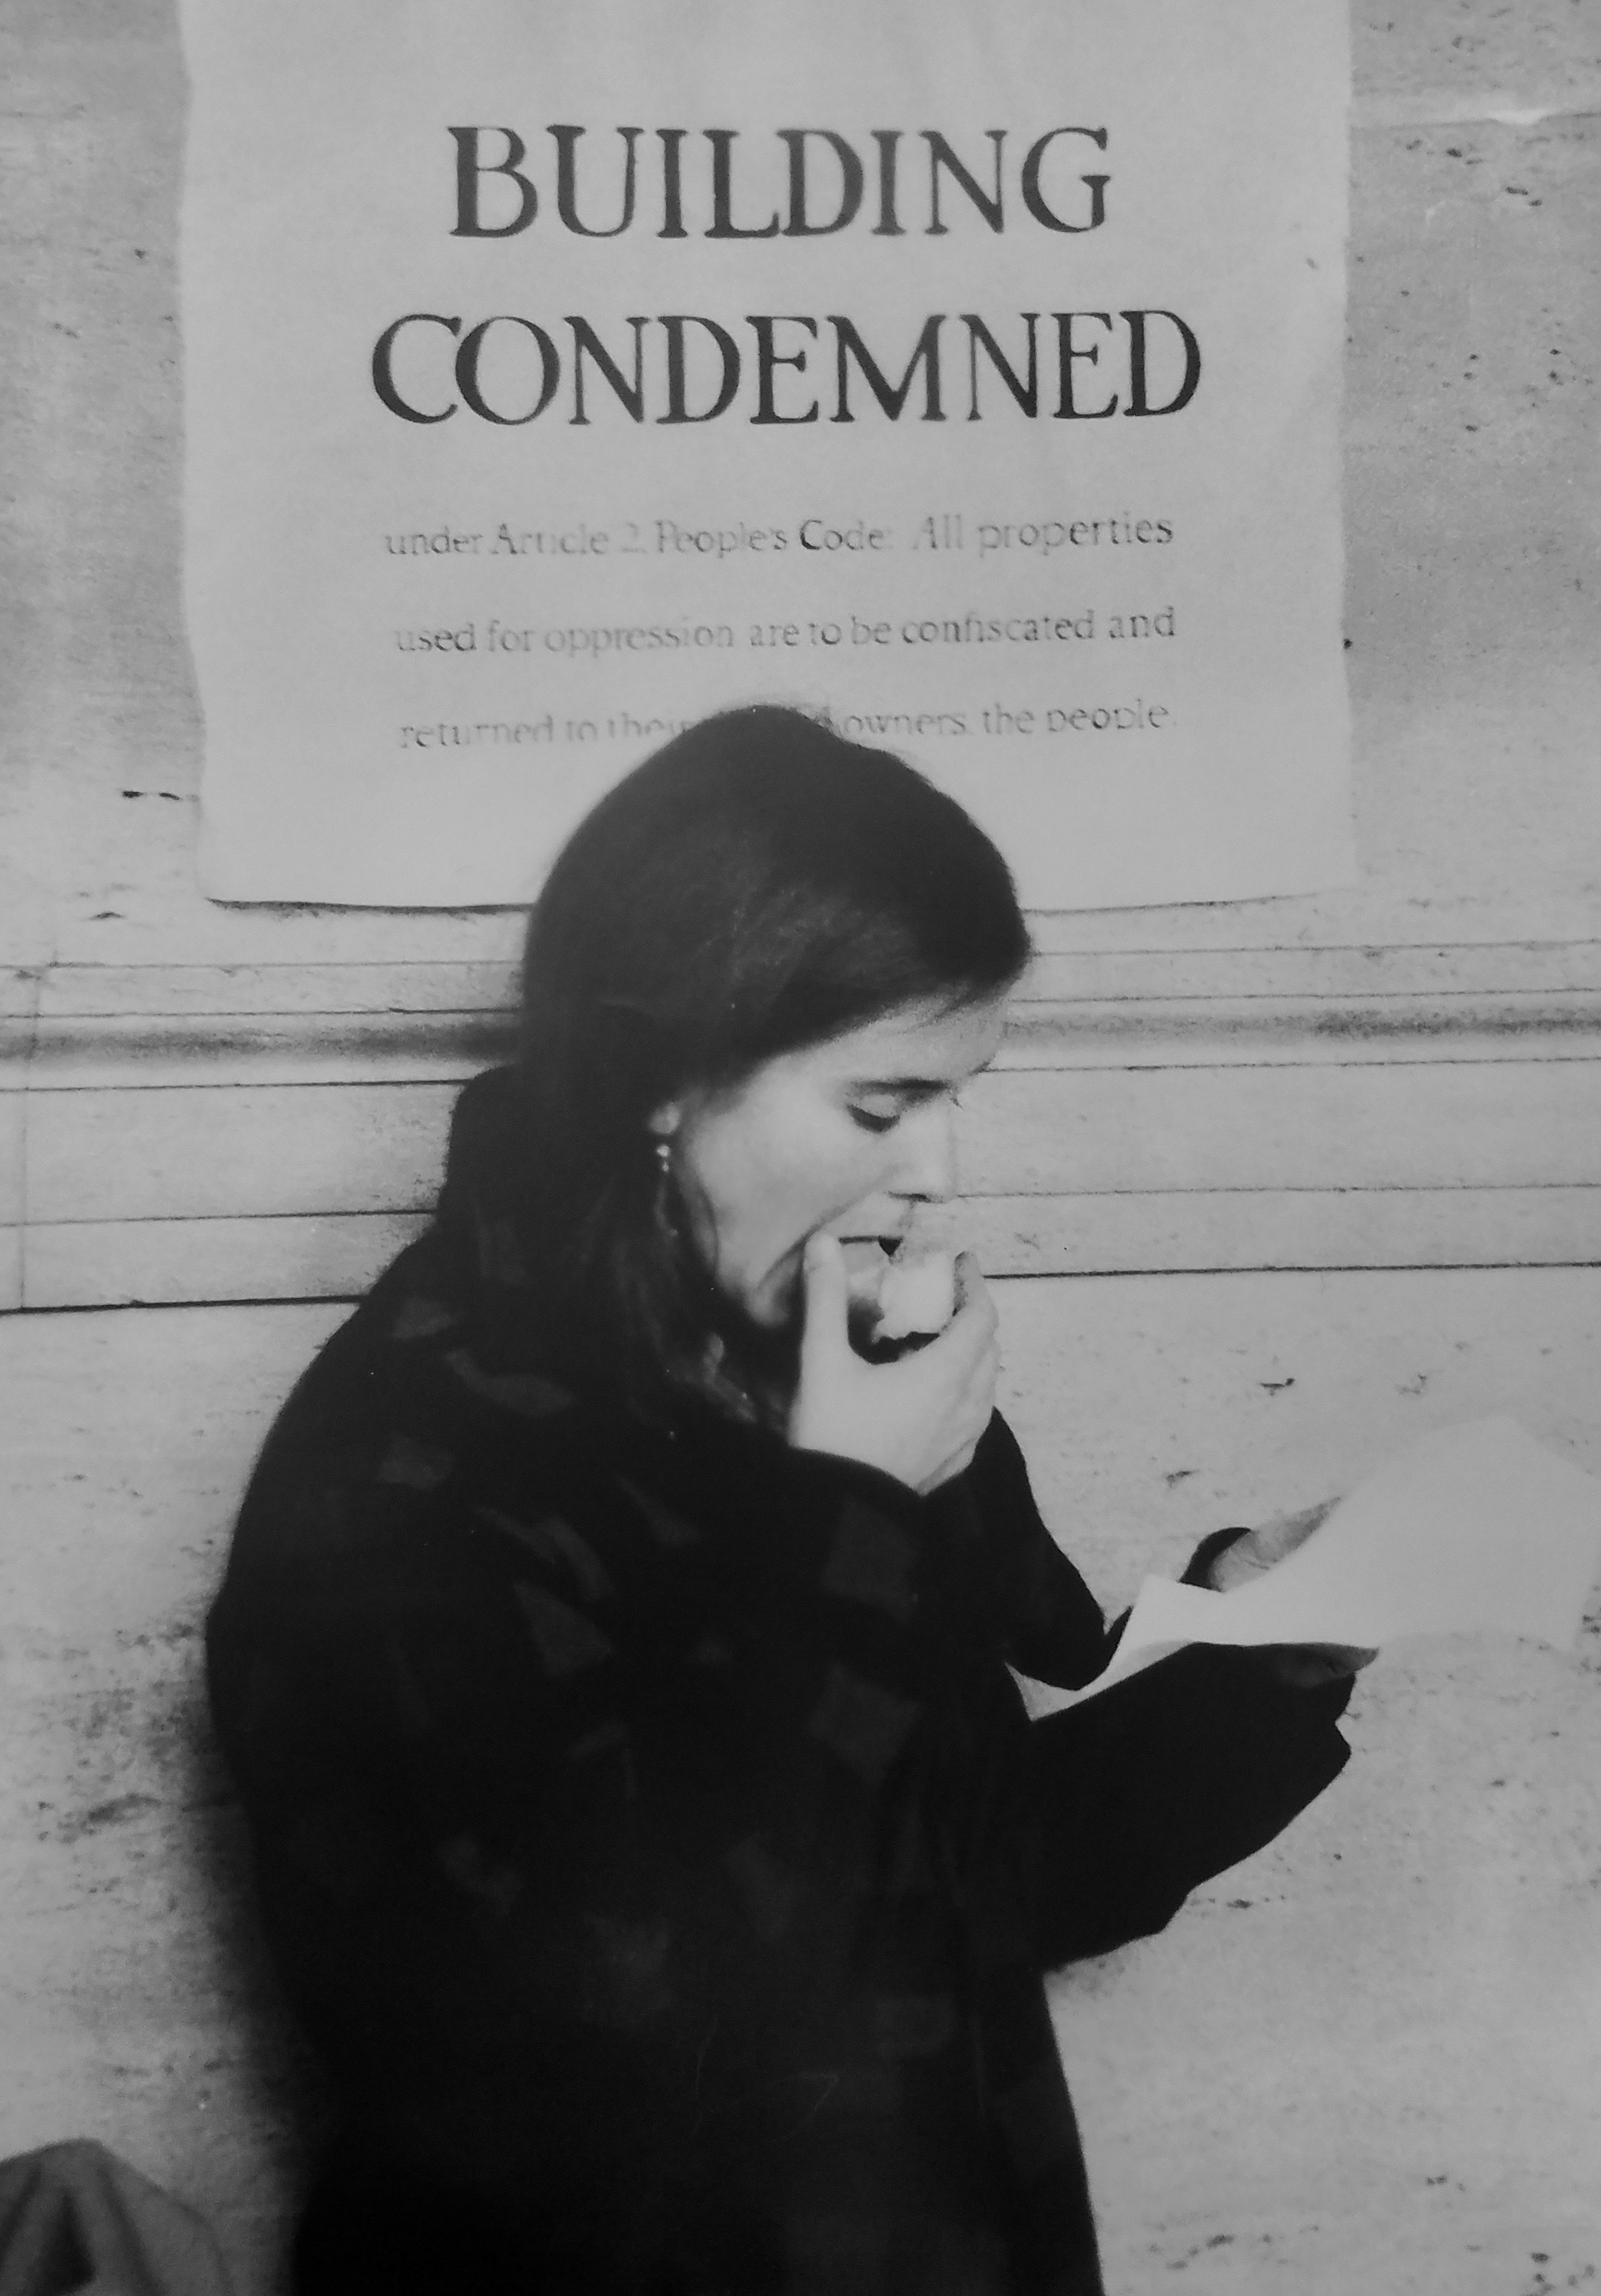 BUILDING
CONDEMNED
under Article 2 People's Code: All properties
used for oppression are to be confiscated and
returned to their owners, the people.